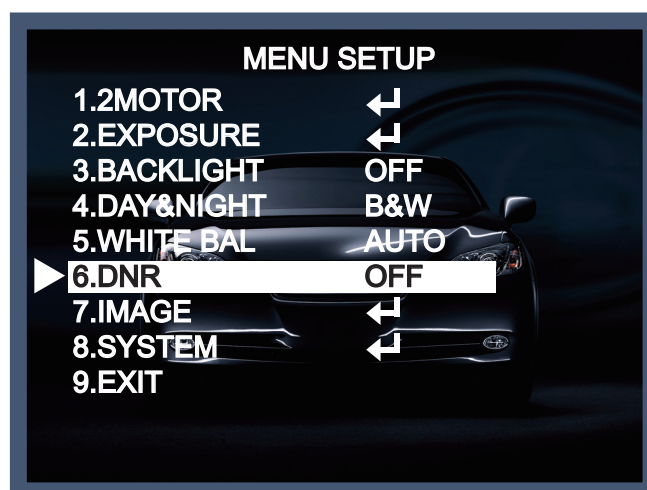 MENU SETUP
1.2MOTOR ↵
2.EXPOSURE ↵
3.BACKLIGHT OFF
4.DAY&NIGHT B&W
5.WHITE BAL AUTO
6.DNR OFF
7.IMAGE ↵
8.SYSTEM ↵
9.EXIT